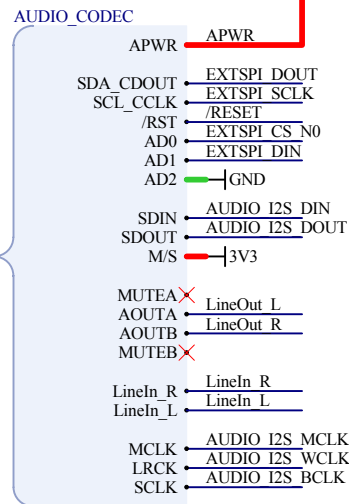 AUDIO_CODEC
APWR APWR
SDA_CDOUT EXTSPI_DOUT
SCL_CCLK EXTSPI_SCLK
/RST /RESET
AD0 EXTSPI_CS_N0
AD1 EXTSPI_DIN
AD2 GND
SDIN AUDIO_I2S_DIN
SDOUT AUDIO_I2S_DOUT
M/S 3V3
MUTEA
AOUTA LineOut_L
AOUTB LineOut_R
MUTEB
LineIn_R LineIn_R
LineIn_L LineIn_L
MCLK AUDIO_I2S_MCLK
LRCK AUDIO_I2S_WCLK
SCLK AUDIO_I2S_BCLK